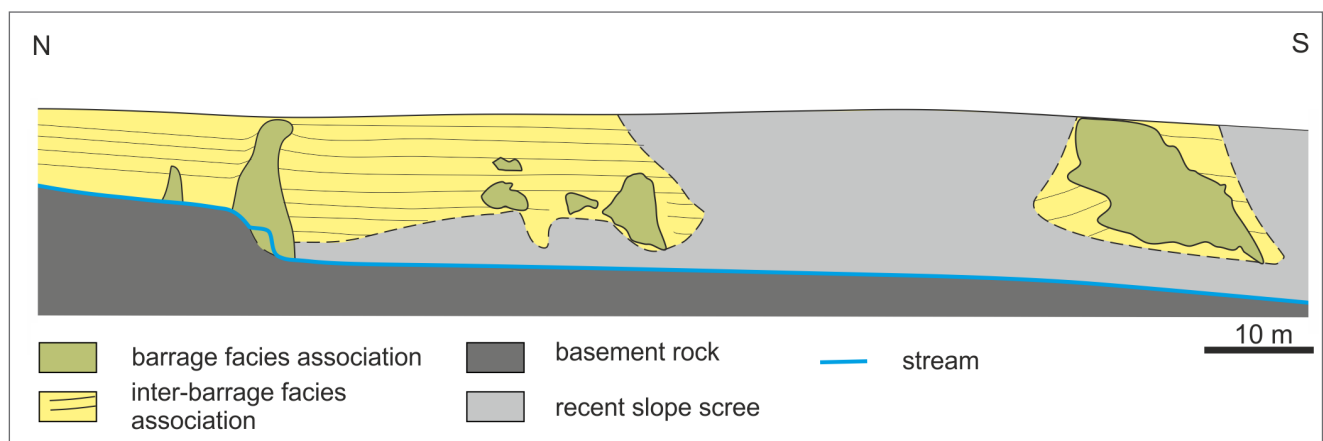 N
S
10 m
barrage facies association
inter-barrage facies
association
basement rock
recent slope scree
stream